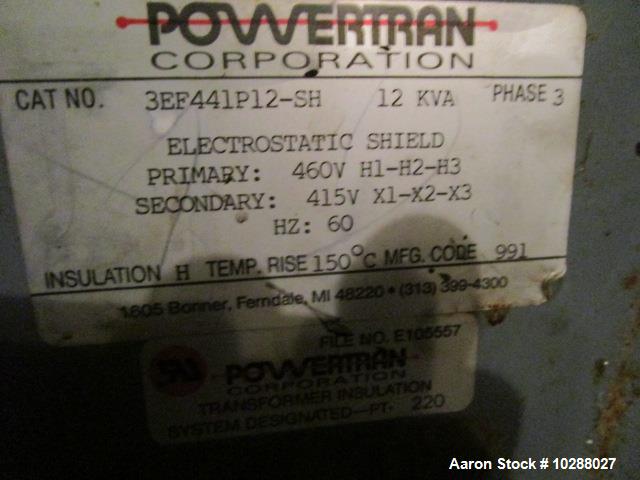 POWERTRAN
CORPORATION
CAT NO. 3EF441P12-SH 12 KVA PHASE 3
ELECTROSTATIC SHIELD
PRIMARY: 460V H1-H2-H3
SECONDARY: 415V X1-X2-X3
HZ: 60
INSULATION H TEMP. RISE 150°C MFG. CODE 991
1605 Bonner, Ferndale, MI 48220 • (313) 399-4300
FILE NO. E105557
POWERTRAN
CORPORATION
TRANSFORMER INSULATION
SYSTEM DESIGNATED—PT- 220
Aaron Stock # 10288027